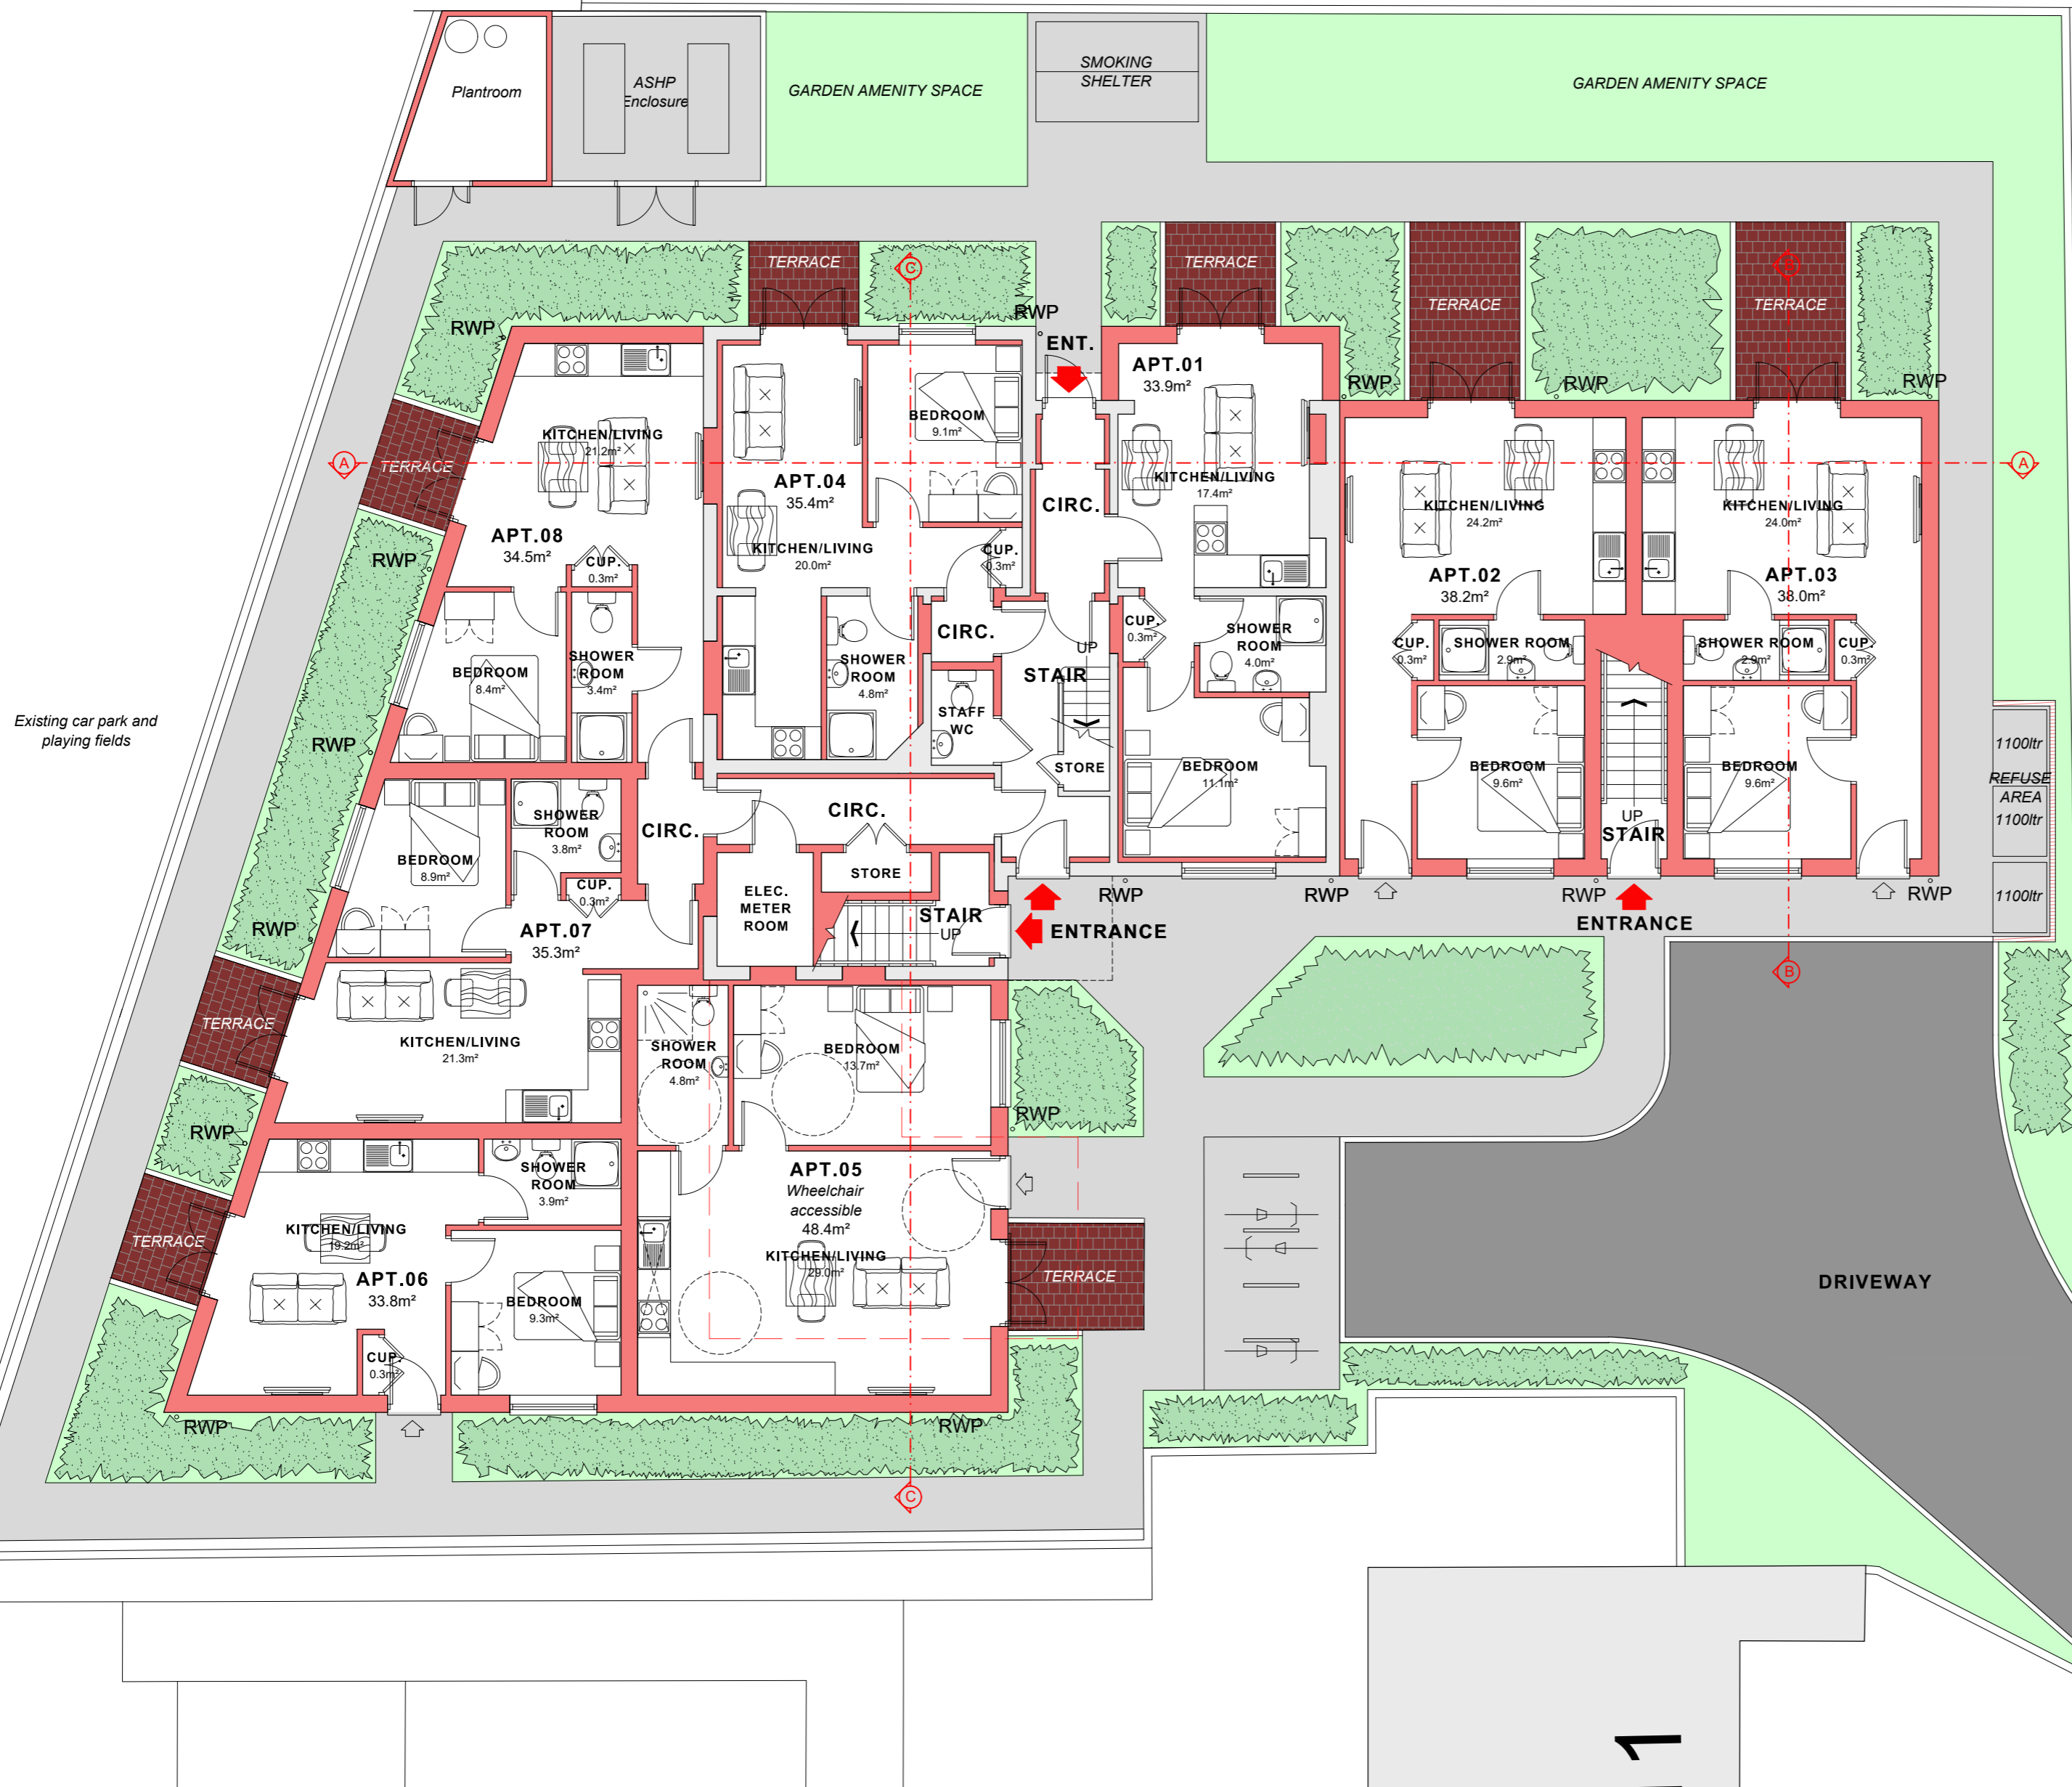 Plantroom
ASHP
Enclosure
GARDEN AMENITY SPACE
SMOKING
SHELTER
GARDEN AMENITY SPACE
TERRACE
C
TERRACE
TERRACE
TERRACE
RWP
RWP
ENT.
APT.01
33.9m²
RWP
RWP
RWP
BEDROOM
9.1m²
KITCHEN/LIVING
21.2m²
TERRACE
A
A
APT.04
35.4m²
CIRC.
KITCHEN/LIVING
17.4m²
KITCHEN/LIVING
24.2m²
KITCHEN/LIVING
24.0m²
APT.08
34.5m²
RWP
CUP.
0.3m²
KITCHEN/LIVING
20.0m²
CUP.
0.3m²
APT.02
38.2m²
APT.03
38.0m²
CIRC.
UP
CUP.
0.3m²
SHOWER
ROOM
4.0m²
CUP.
0.3m²
SHOWER ROOM
2.9m²
SHOWER ROOM
2.9m²
CUP.
0.3m²
BEDROOM
8.4m²
SHOWER
ROOM
3.4m²
SHOWER
ROOM
4.8m²
STAIR
STAFF
WC
Existing car park and
playing fields
RWP
STORE
BEDROOM
11.1m²
BEDROOM
9.6m²
BEDROOM
9.6m²
1100ltr
REFUSE
AREA
1100ltr
1100ltr
UP
STAIR
SHOWER
ROOM
3.8m²
CIRC.
CIRC.
BEDROOM
8.9m²
STORE
CUP.
0.3m²
ELEC.
METER
ROOM
STAIR
UP
ENTRANCE
RWP
RWP
RWP
RWP
ENTRANCE
RWP
APT.07
35.3m²
B
TERRACE
KITCHEN/LIVING
21.3m²
SHOWER
ROOM
4.8m²
BEDROOM
13.7m²
RWP
RWP
SHOWER
ROOM
3.9m²
APT.05
Wheelchair
accessible
48.4m²
KITCHEN/LIVING
29.0m²
TERRACE
TERRACE
KITCHEN/LIVING
19.2m²
APT.06
33.8m²
BEDROOM
9.3m²
CUP.
0.3m²
DRIVEWAY
RWP
RWP
C
1